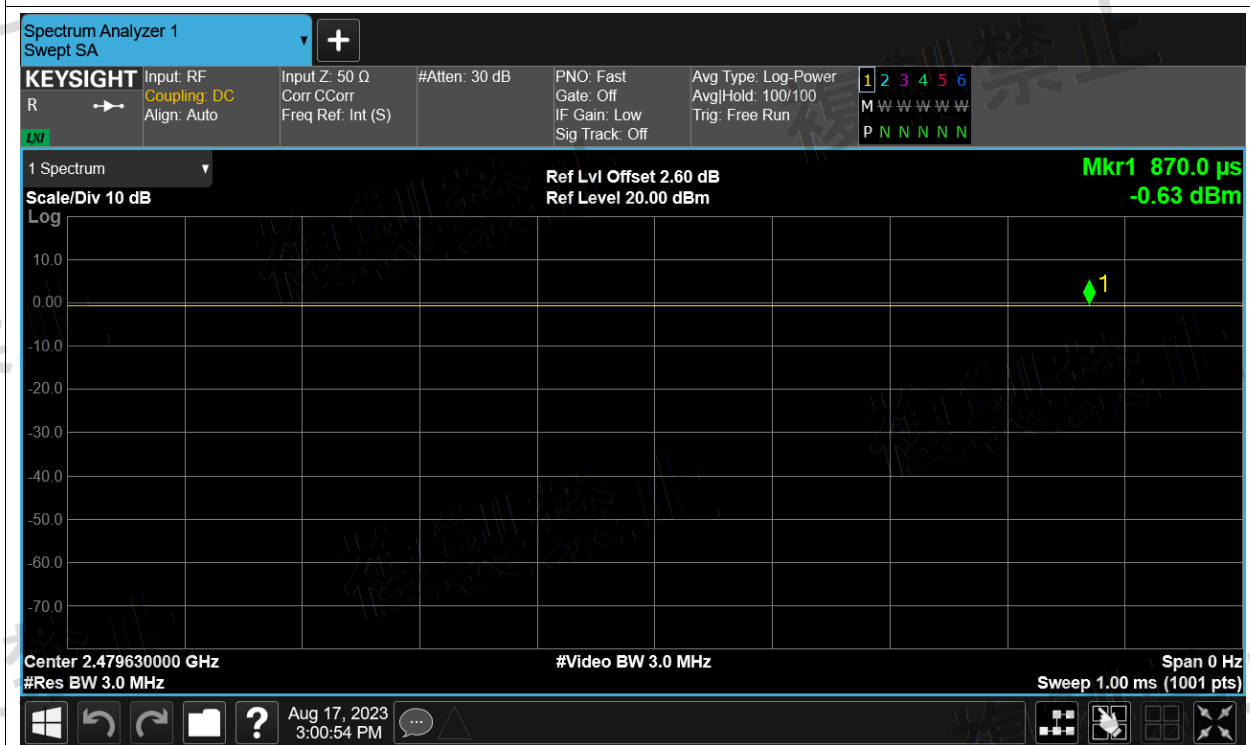 Spectrum Analyzer 1
Swept SA
KEYSIGHT
R
LXI
Input: RF
Coupling: DC
Align: Auto
Input Z: 50 Ω
Corr CCorr
Freq Ref: Int (S)
#Atten: 30 dB
PNO: Fast
Gate: Off
IF Gain: Low
Sig Track: Off
Avg Type: Log-Power
Avg|Hold: 100/100
Trig: Free Run
1 2 3 4 5 6
M W W W W W W
P N N N N N N
1 Spectrum
Scale/Div 10 dB
Ref Lvl Offset 2.60 dB
Ref Level 20.00 dBm
Mkr1 870.0 µs
-0.63 dBm
Log
10.0
0.00
-10.0
-20.0
-30.0
-40.0
-50.0
-60.0
-70.0
1
Center 2.479630000 GHz
#Video BW 3.0 MHz
Span 0 Hz
#Res BW 3.0 MHz
Sweep 1.00 ms (1001 pts)
?
Aug 17, 2023
3:00:54 PM
複製禁止